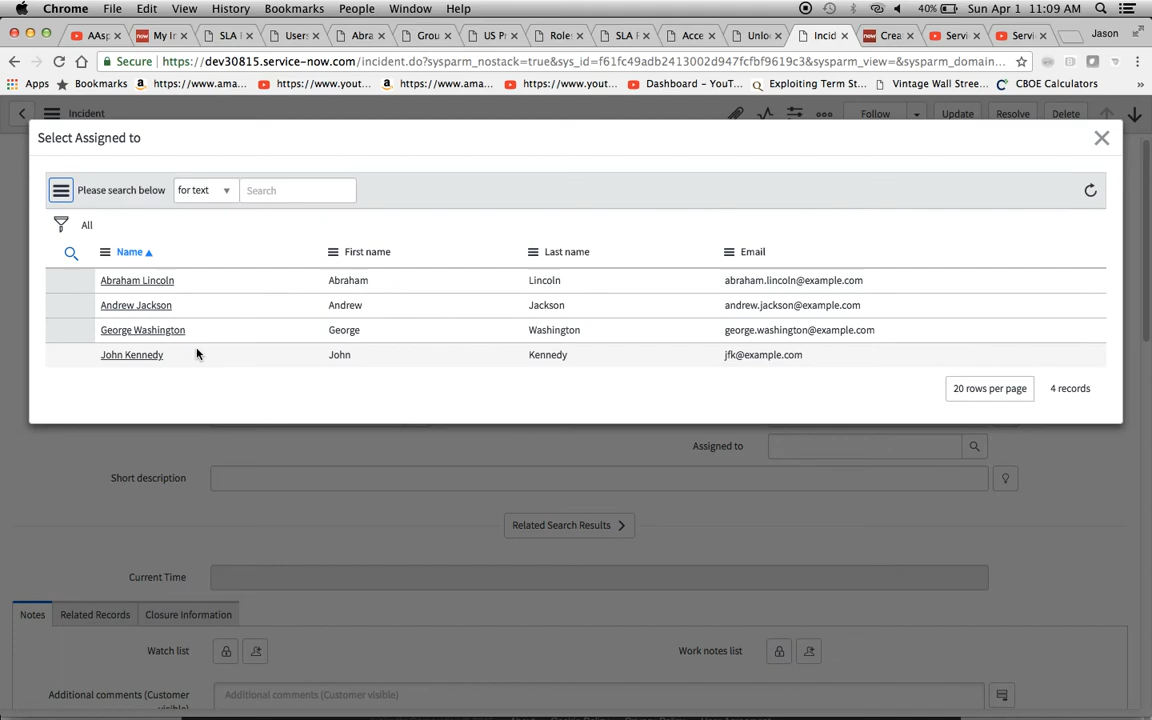 Chrome File Edit View History Bookmarks People Window Help 40% Sun Apr 1 11:09 AM
AAsp My In SLA F Users Abra Grou US Pr Roles SLA F Acce Unloc Incid Crea Servi Servi Jason
Secure https://dev30815.service-now.com/incident.do?sysparm_nostack=true&sys_id=f61fc49adb2413002d947fcfbf9619c3&sysparm_view=&sysparm_domain...
Apps Bookmarks https://www.ama... https://www.yout... https://www.ama... https://www.yout... Dashboard - YouT... Exploiting Term St... Vintage Wall Stree... CBOE Calculators »
Incident Follow Update Resolve Delete
Select Assigned to
Please search below for text Search
All
Name First name Last name Email
Abraham Lincoln Abraham Lincoln abraham.lincoln@example.com
Andrew Jackson Andrew Jackson andrew.jackson@example.com
George Washington George Washington george.washington@example.com
John Kennedy John Kennedy jfk@example.com
20 rows per page 4 records
Assigned to
Short description
Related Search Results
Current Time
Notes Related Records Closure Information
Watch list Work notes list
Additional comments (Customer Additional comments (Customer visible)